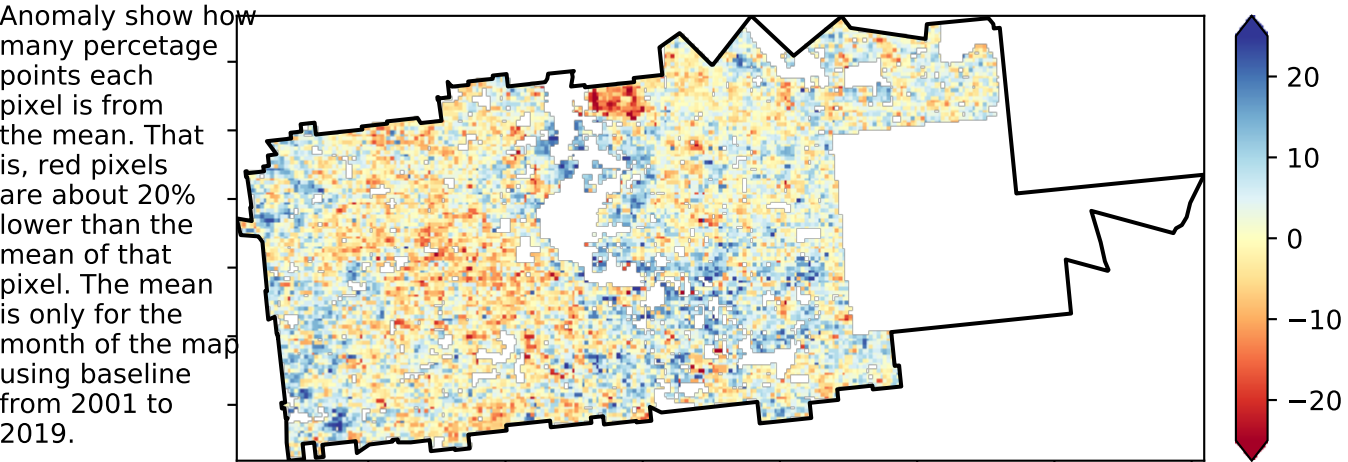 Anomaly show how
many percetage
points each
pixel is from
the mean. That
is, red pixels
are about 20%
lower than the
mean of that
pixel. The mean
is only for the
month of the map
using baseline
from 2001 to
2019.
20
10
0
−10
−20